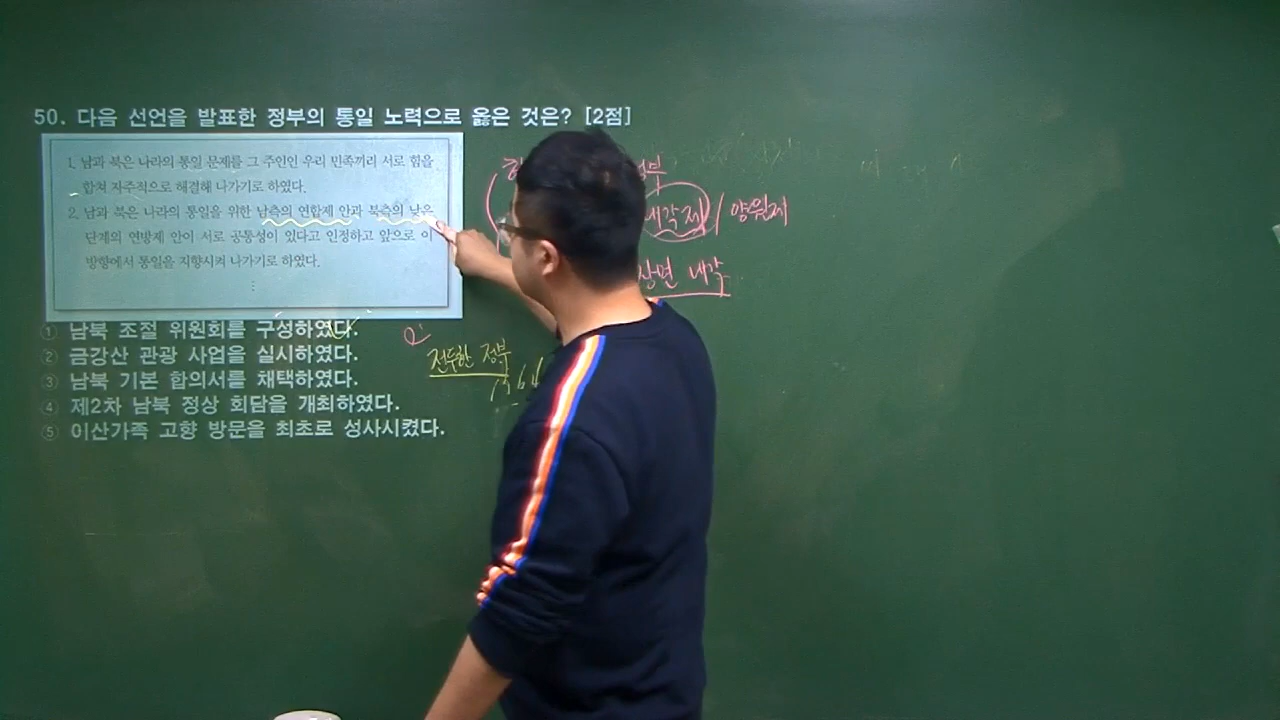 50. 다음 선언을 발표한 정부의 통일 노력으로 옳은 것은? [2점]
1. 남과 북은 나라의 통일 문제를 그 주인인 우리 민족끼리 서로 힘을
합쳐 자주적으로 해결해 나가기로 하였다.
2. 남과 북은 나라의 통일을 위한 남측의 연합제 안과 북측의 낮은
단계의 연방제 안이 서로 공통성이 있다고 인정하고 앞으로 이
방향에서 통일을 지향시켜 나가기로 하였다.
⋮
① 남북 조절 위원회를 구성하였다.
② 금강산 관광 사업을 실시하였다.
③ 남북 기본 합의서를 채택하였다.
④ 제2차 남북 정상 회담을 개최하였다.
⑤ 이산가족 고향 방문을 최초로 성사시켰다.
정부
내각제 / 양원제
장면 내각
전두환 정부